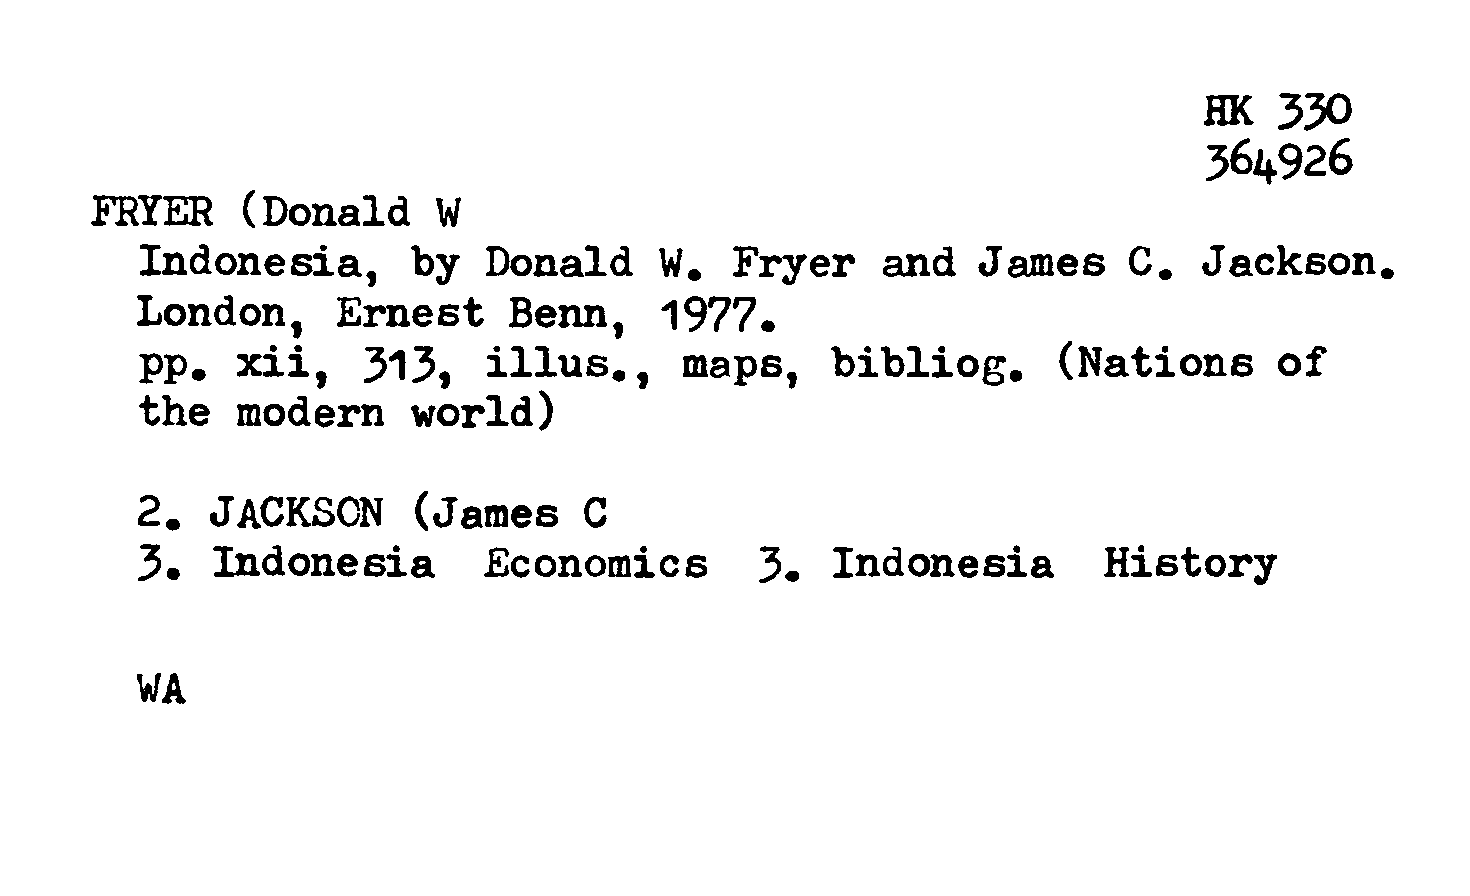 HK 330
364926
FRYER (Donald W
Indonesia, by Donald W. Fryer and James C. Jackson.
London, Ernest Benn, 1977.
pp. xii, 313, illus., maps, bibliog. (Nations of
the modern world)
2. JACKSON (James C
3. Indonesia Economics 3. Indonesia History
WA